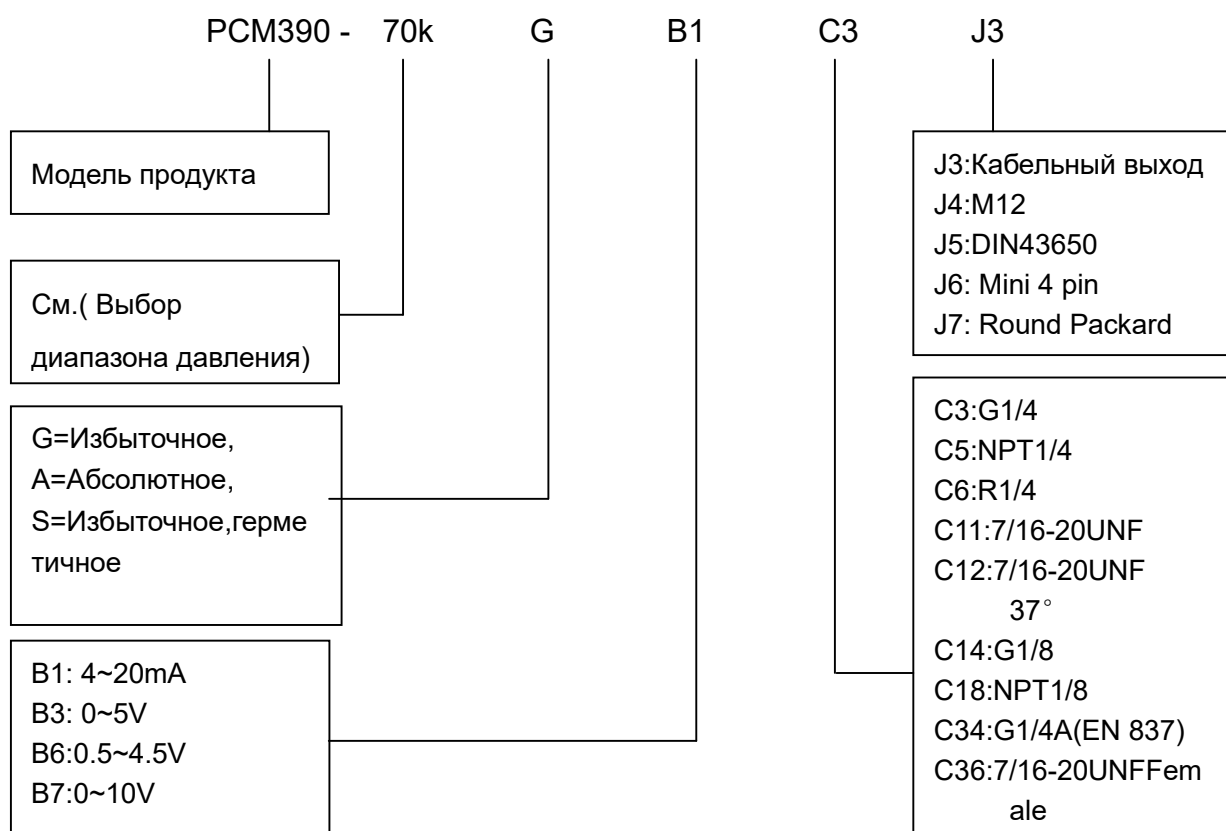 PCM390 - 70k G B1 C3 J3
Модель продукта
См.( Выбор
диапазона давления)
G=Избыточное,
A=Абсолютное,
S=Избыточное,герме
тичное
B1: 4~20mA
B3: 0~5V
B6:0.5~4.5V
B7:0~10V
J3:Кабельный выход
J4:M12
J5:DIN43650
J6: Mini 4 pin
J7: Round Packard
C3:G1/4
C5:NPT1/4
C6:R1/4
C11:7/16-20UNF
C12:7/16-20UNF
37°
C14:G1/8
C18:NPT1/8
C34:G1/4A(EN 837)
C36:7/16-20UNFFem
ale